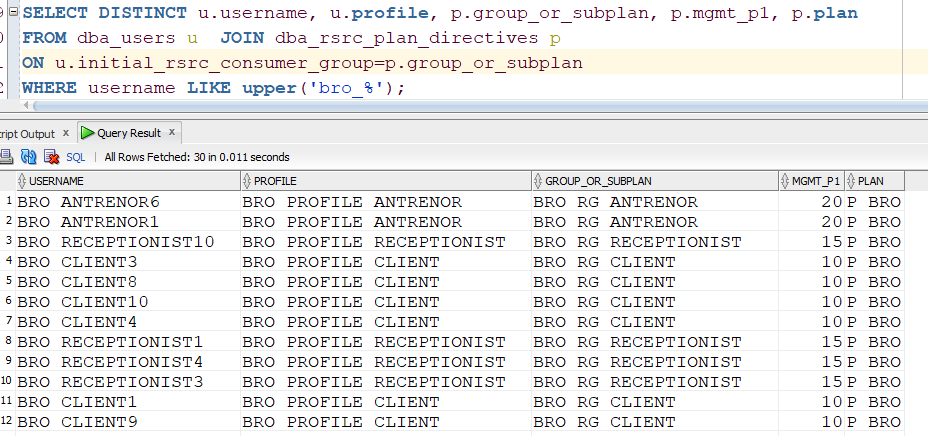 SELECT DISTINCT u.username, u.profile, p.group_or_subplan, p.mgmt_p1, p.plan
FROM dba_users u JOIN dba_rsrc_plan_directives p
ON u.initial_rsrc_consumer_group=p.group_or_subplan
WHERE username LIKE upper('bro_%');
ript Output x Query Result x
SQL | All Rows Fetched: 30 in 0.011 seconds
USERNAME PROFILE GROUP_OR_SUBPLAN MGMT_P1 PLAN
1 BRO ANTRENOR6 BRO PROFILE ANTRENOR BRO RG ANTRENOR 20 P BRO
2 BRO ANTRENOR1 BRO PROFILE ANTRENOR BRO RG ANTRENOR 20 P BRO
3 BRO RECEPTIONIST10 BRO PROFILE RECEPTIONIST BRO RG RECEPTIONIST 15 P BRO
4 BRO CLIENT3 BRO PROFILE CLIENT BRO RG CLIENT 10 P BRO
5 BRO CLIENT8 BRO PROFILE CLIENT BRO RG CLIENT 10 P BRO
6 BRO CLIENT10 BRO PROFILE CLIENT BRO RG CLIENT 10 P BRO
7 BRO CLIENT4 BRO PROFILE CLIENT BRO RG CLIENT 10 P BRO
8 BRO RECEPTIONIST1 BRO PROFILE RECEPTIONIST BRO RG RECEPTIONIST 15 P BRO
9 BRO RECEPTIONIST4 BRO PROFILE RECEPTIONIST BRO RG RECEPTIONIST 15 P BRO
10 BRO RECEPTIONIST3 BRO PROFILE RECEPTIONIST BRO RG RECEPTIONIST 15 P BRO
11 BRO CLIENT1 BRO PROFILE CLIENT BRO RG CLIENT 10 P BRO
12 BRO CLIENT9 BRO PROFILE CLIENT BRO RG CLIENT 10 P BRO